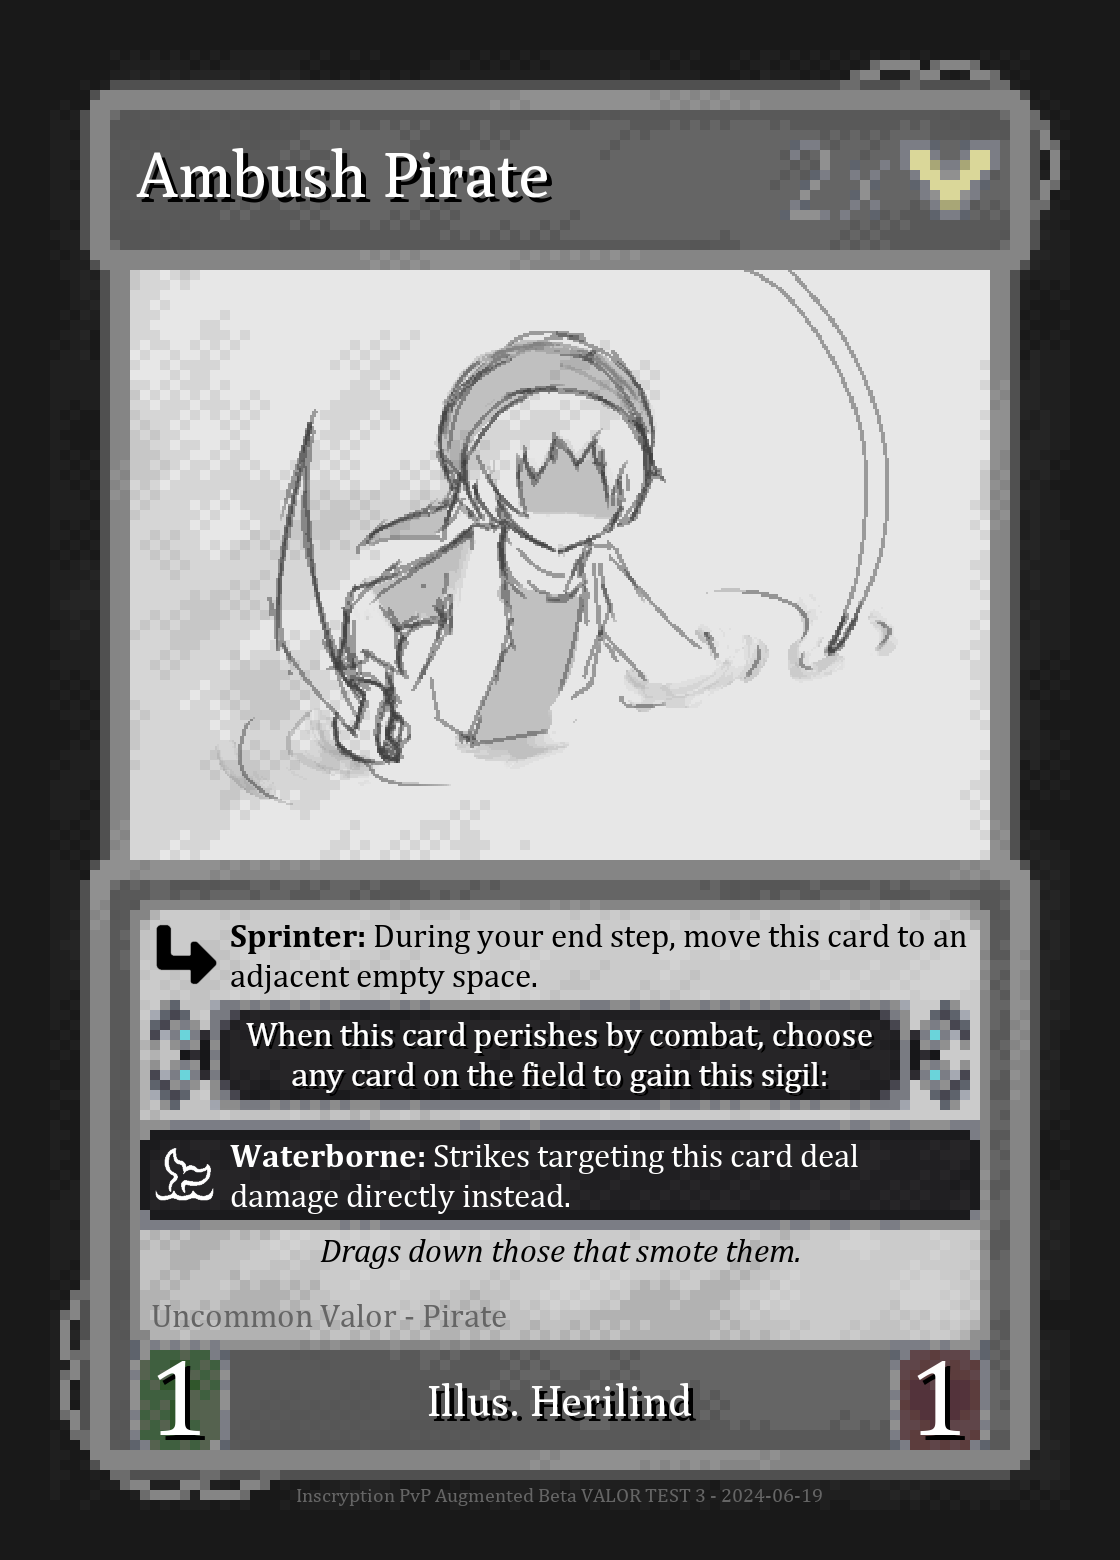 Ambush Pirate 2x
Sprinter: During your end step, move this card to an
adjacent empty space.
When this card perishes by combat, choose
any card on the field to gain this sigil:
Waterborne: Strikes targeting this card deal
damage directly instead.
Drags down those that smote them.
Uncommon Valor - Pirate
1 Illus. Herilind 1
Inscryption PvP Augmented Beta VALOR TEST 3 - 2024-06-19